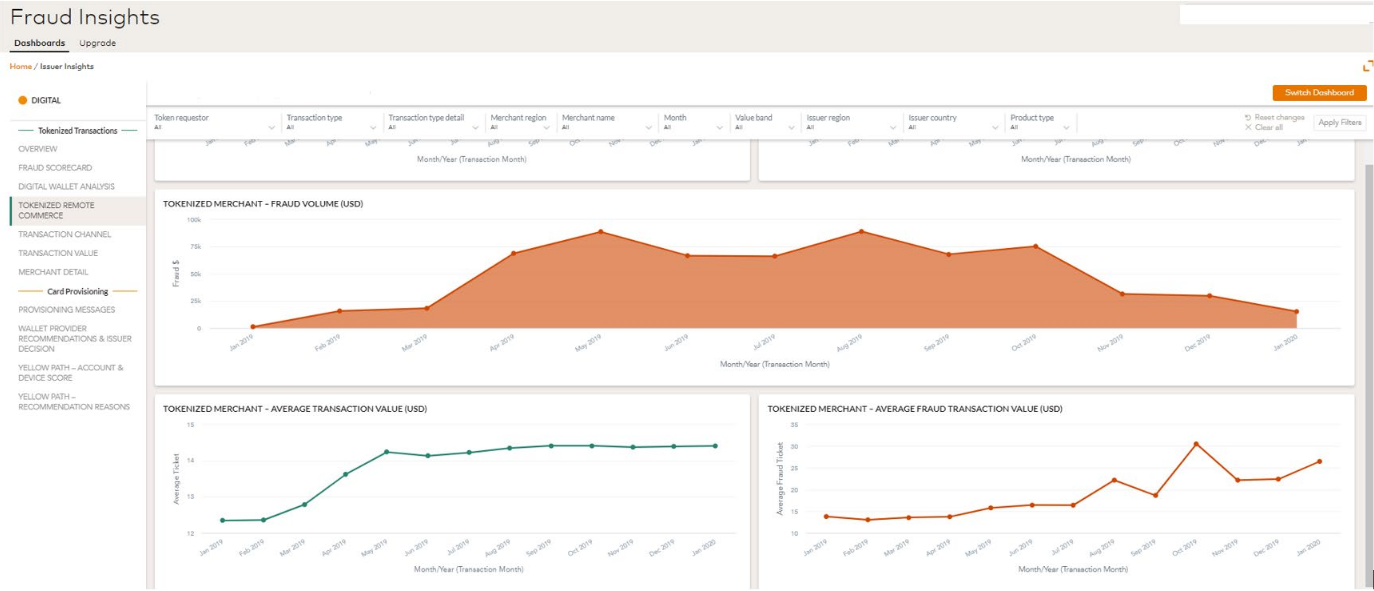 Fraud Insights
Dashboards Upgrade
Home / Issuer Insights
Switch Dashboard
DIGITAL
Tokenized Transactions
OVERVIEW
FRAUD SCORECARD
DIGITAL WALLET ANALYSIS
TOKENIZED REMOTE
COMMERCE
TRANSACTION CHANNEL
TRANSACTION VALUE
MERCHANT DETAIL
Card Provisioning
PROVISIONING MESSAGES
WALLET PROVIDER
RECOMMENDATIONS & ISSUER
DECISION
YELLOW PATH – ACCOUNT &
DEVICE SCORE
YELLOW PATH –
RECOMMENDATION REASONS
Token requestor Transaction type Transaction type detail Merchant region Merchant name Month Value band Issuer region Issuer country Product type
All All All All All All All All All All
Reset changes
Clear all
Apply Filters
Month/Year (Transaction Month)
Month/Year (Transaction Month)
TOKENIZED MERCHANT – FRAUD VOLUME (USD)
100k
75k
50k
25k
0
Fraud $
Jan 2019 Feb 2019 Mar 2019 Apr 2019 May 2019 Jun 2019 Jul 2019 Aug 2019 Sep 2019 Oct 2019 Nov 2019 Dec 2019 Jan 2020
Month/Year (Transaction Month)
TOKENIZED MERCHANT – AVERAGE TRANSACTION VALUE (USD)
15
14
13
12
Average Ticket
Jan 2019 Feb 2019 Mar 2019 Apr 2019 May 2019 Jun 2019 Jul 2019 Aug 2019 Sep 2019 Oct 2019 Nov 2019 Dec 2019 Jan 2020
Month/Year (Transaction Month)
TOKENIZED MERCHANT – AVERAGE FRAUD TRANSACTION VALUE (USD)
35
30
25
20
15
10
Average Fraud Ticket
Jan 2019 Feb 2019 Mar 2019 Apr 2019 May 2019 Jun 2019 Jul 2019 Aug 2019 Sep 2019 Oct 2019 Nov 2019 Dec 2019 Jan 2020
Month/Year (Transaction Month)